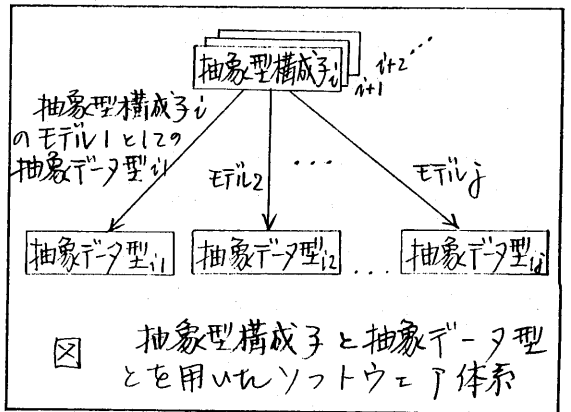 抽象型構成子i
i+1
i+2 ...
抽象型構成子i
のモデル1としての
抽象データ型i1
モデル2
...
モデルj
抽象データ型i1
抽象データ型i2
...
抽象データ型ij
図 抽象型構成子と抽象データ型
とを用いたソフトウェア体系